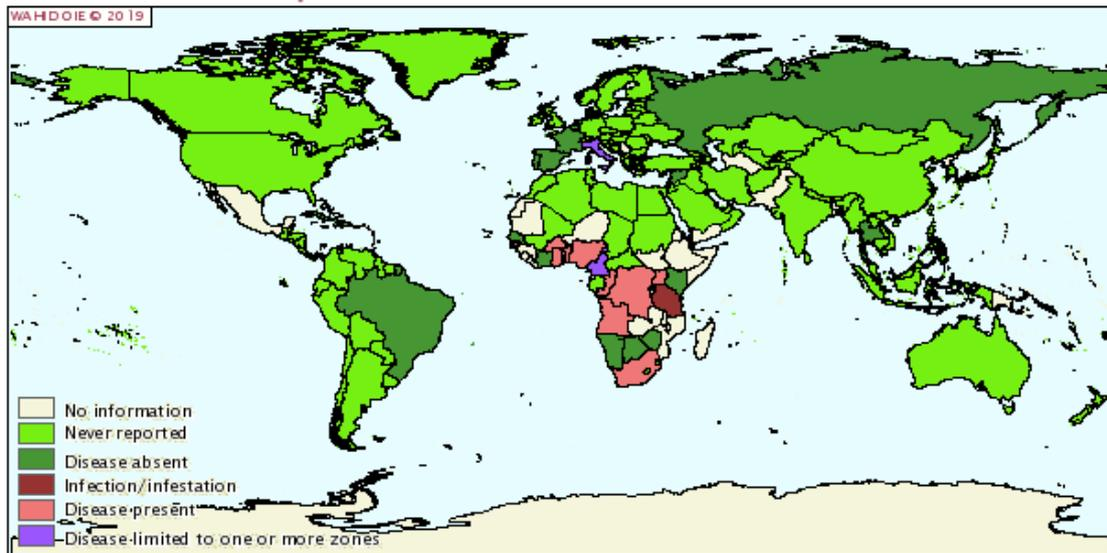 WAHID OIE © 2019
No information
Never reported
Disease absent
Infection/infestation
Disease present
Disease limited to one or more zones